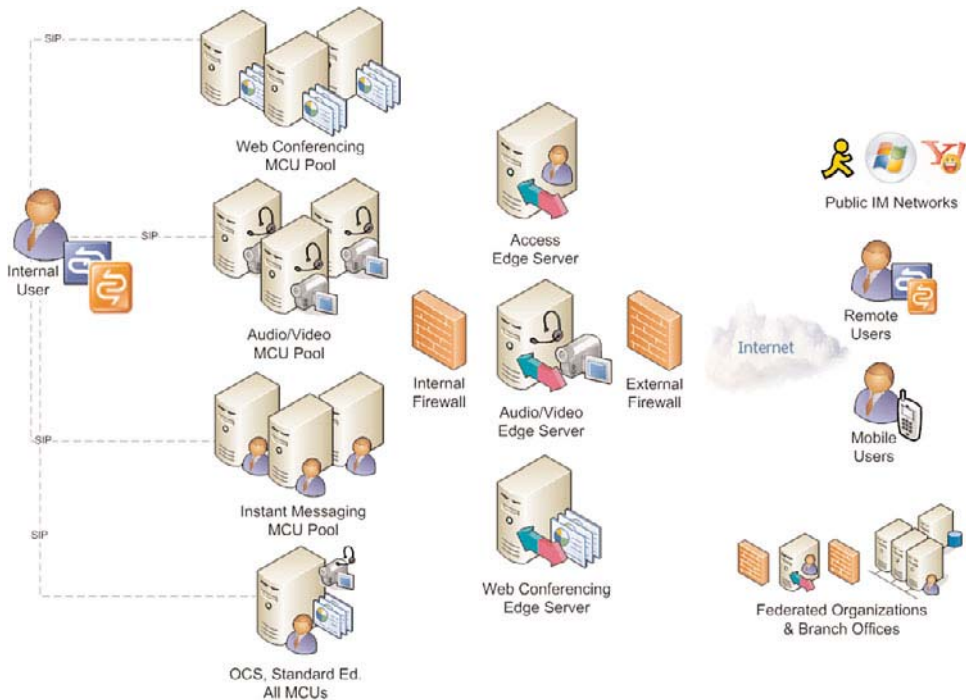 SIP
Web Conferencing
MCU Pool
Internal
User
SIP
Audio/Video
MCU Pool
SIP
Instant Messaging
MCU Pool
SIP
OCS, Standard Ed.
All MCUs
Internal
Firewall
Access
Edge Server
Audio/Video
Edge Server
Web Conferencing
Edge Server
External
Firewall
Internet
Y!
Public IM Networks
Remote
Users
Mobile
Users
Federated Organizations
& Branch Offices